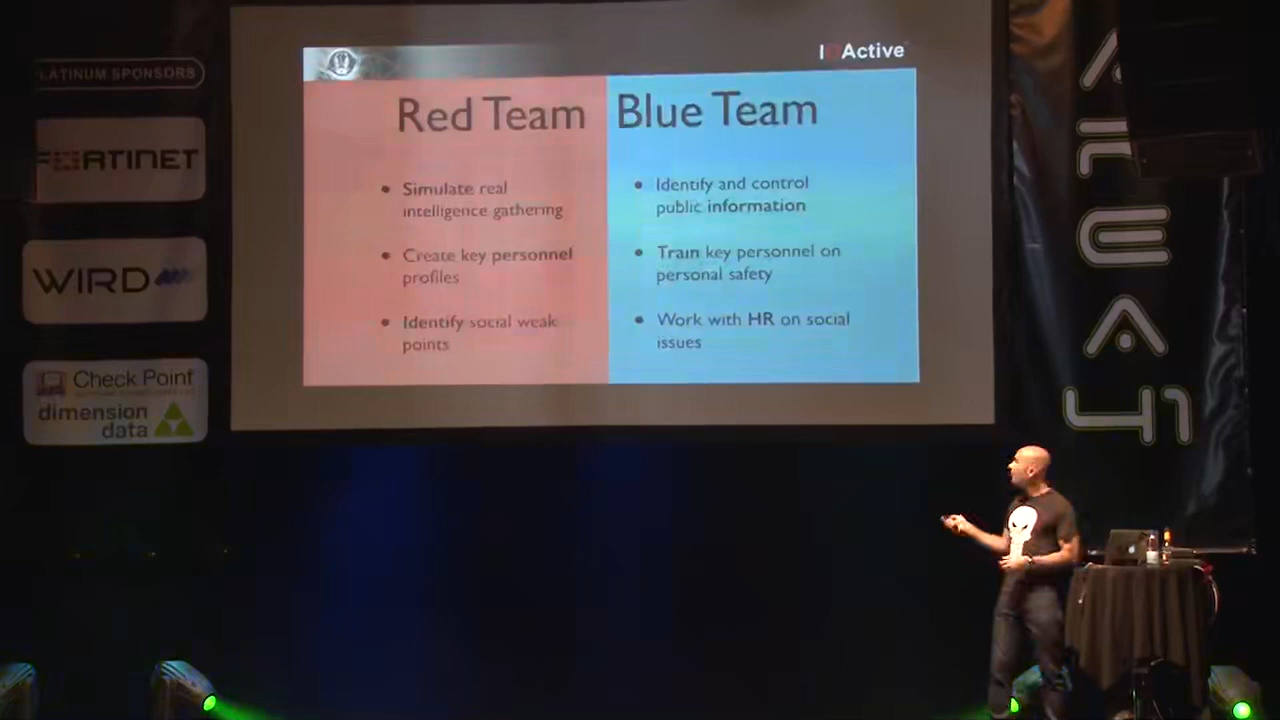 PLATINUM SPONSORS
FORTINET
WIRD
Check Point
dimension
data
IOActive
Red Team
Simulate real
intelligence gathering
Create key personnel
profiles
Identify social weak
points
Blue Team
Identify and control
public information
Train key personnel on
personal safety
Work with HR on social
issues
AREA41